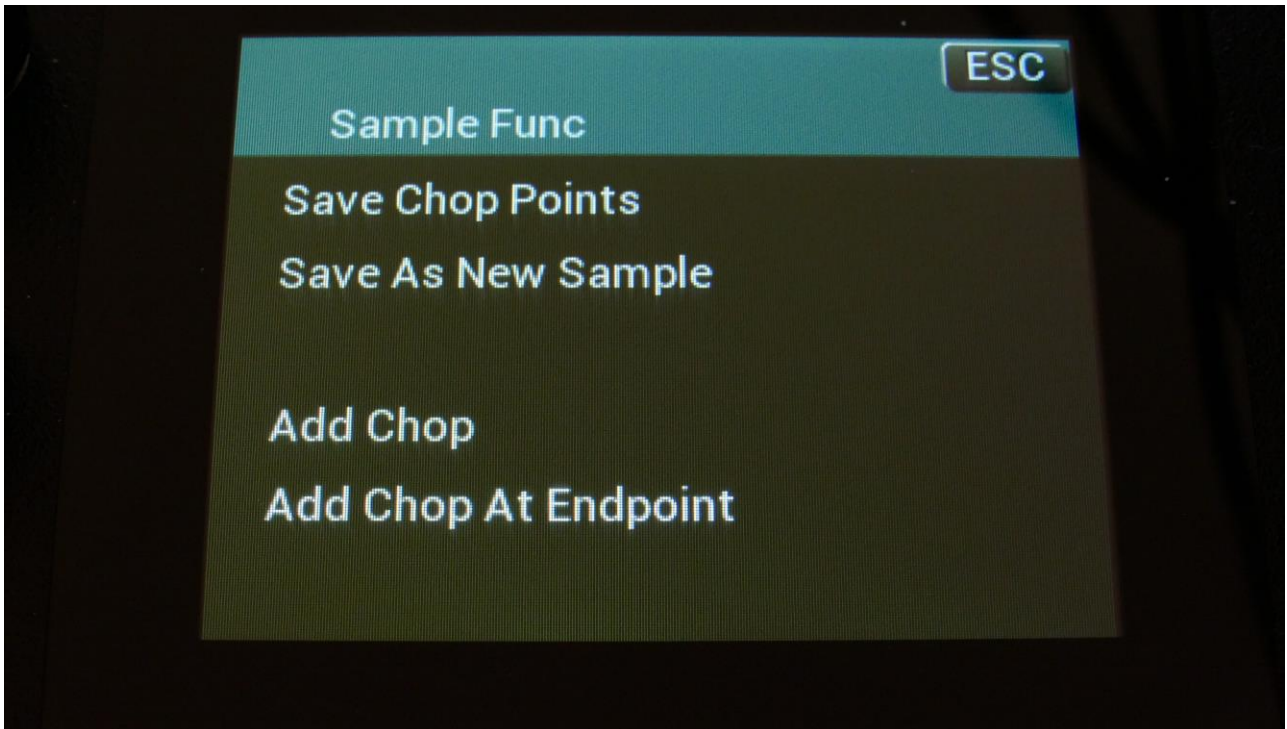 ESC
Sample Func
Save Chop Points
Save As New Sample
Add Chop
Add Chop At Endpoint